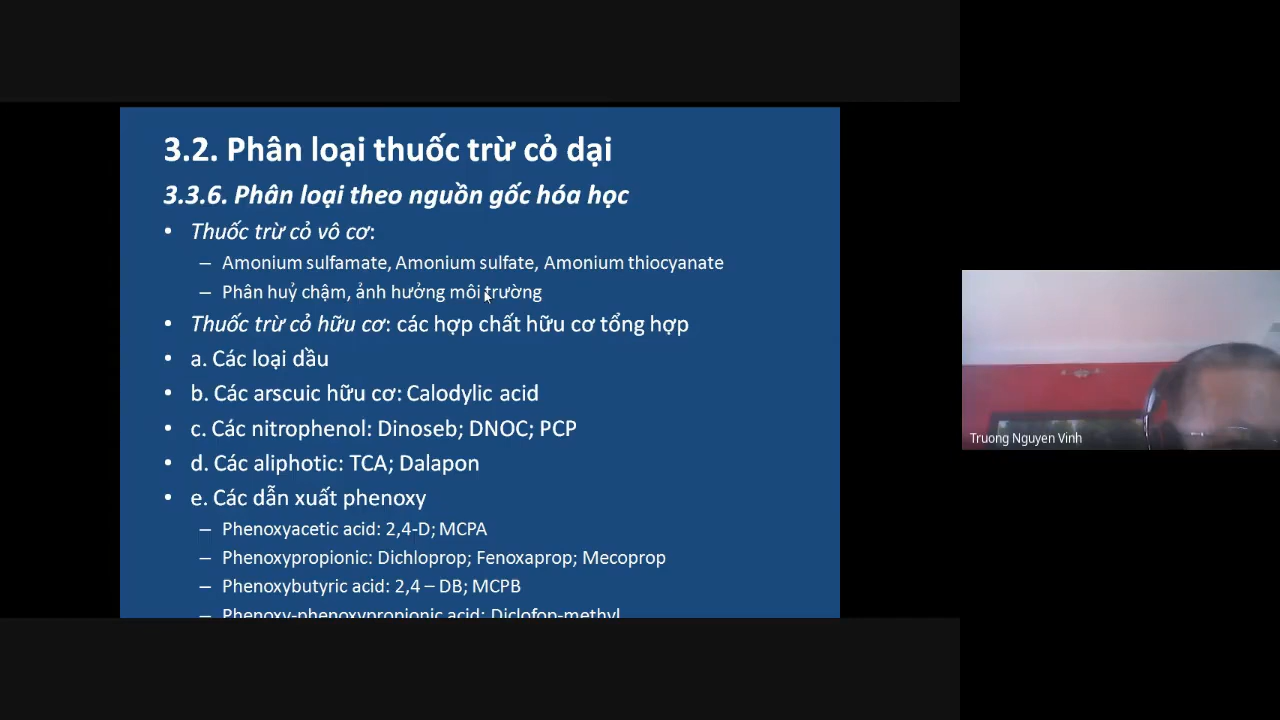 3.2. Phân loại thuốc trừ cỏ dại
3.3.6. Phân loại theo nguồn gốc hóa học
• Thuốc trừ cỏ vô cơ:
– Amonium sulfamate, Amonium sulfate, Amonium thiocyanate
– Phân huỷ chậm, ảnh hưởng môi trường
• Thuốc trừ cỏ hữu cơ: các hợp chất hữu cơ tổng hợp
• a. Các loại dầu
• b. Các arscuic hữu cơ: Calodylic acid
• c. Các nitrophenol: Dinoseb; DNOC; PCP
• d. Các aliphotic: TCA; Dalapon
• e. Các dẫn xuất phenoxy
– Phenoxyacetic acid: 2,4-D; MCPA
– Phenoxypropionic: Dichloprop; Fenoxaprop; Mecoprop
– Phenoxybutyric acid: 2,4 – DB; MCPB
– Phenoxy-phenoxypropionic acid: Diclofop-methyl
Truong Nguyen Vinh